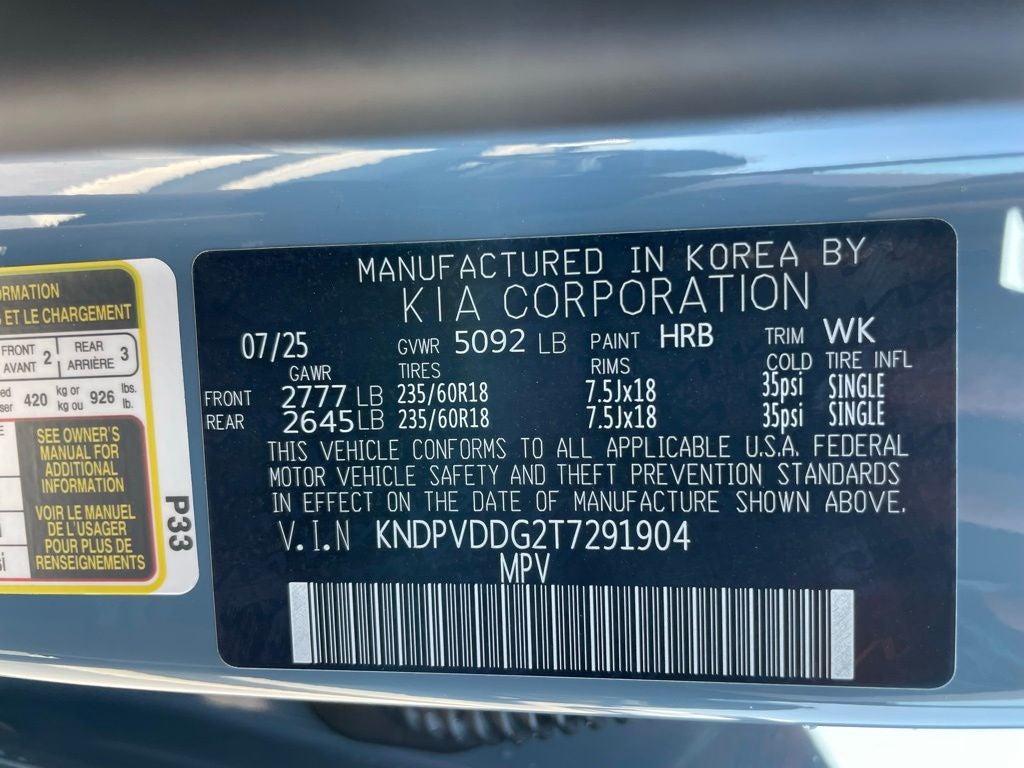 ORMATION
ET LE CHARGEMENT
FRONT 2 REAR 3
AVANT ARRIÈRE
420 kg or 926 lbs.
kg ou lb.
SEE OWNER'S
MANUAL FOR
ADDITIONAL
INFORMATION
VOIR LE MANUEL
DE L'USAGER
POUR PLUS DE
RENSEIGNEMENTS
P33
MANUFACTURED IN KOREA BY
KIA CORPORATION
07/25 GVWR 5092 LB PAINT HRB TRIM WK
GAWR TIRES RIMS COLD TIRE INFL
FRONT 2777 LB 235/60R18 7.5Jx18 35psi SINGLE
REAR 2645 LB 235/60R18 7.5Jx18 35psi SINGLE
THIS VEHICLE CONFORMS TO ALL APPLICABLE U.S.A. FEDERAL
MOTOR VEHICLE SAFETY AND THEFT PREVENTION STANDARDS
IN EFFECT ON THE DATE OF MANUFACTURE SHOWN ABOVE.
V.I.N KNDPVDDG2T7291904
MPV